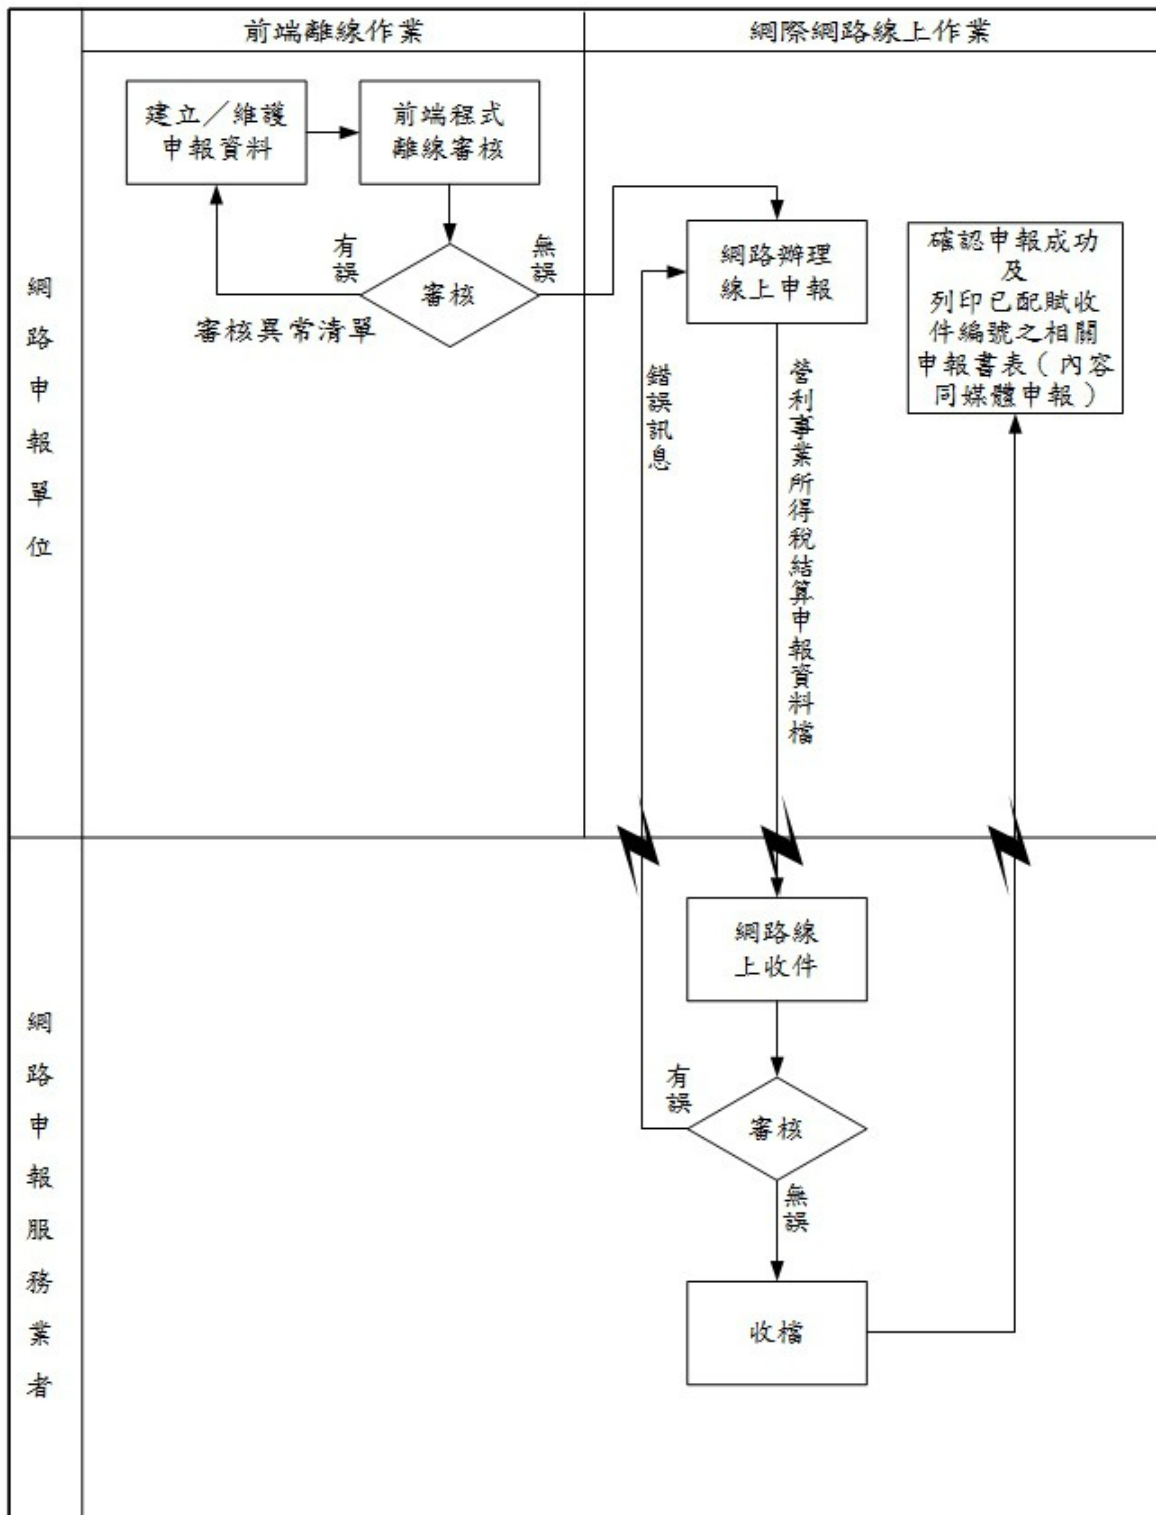 前端離線作業
網際網路線上作業
網路申報單位
建立／維護
申報資料
前端程式
離線審核
有誤
審核
無誤
審核異常清單
網路辦理
線上申報
確認申報成功
及
列印已配賦收
件編號之相關
申報書表（內容
同媒體申報）
錯誤訊息
營利事業所得稅結算申報資料檔
網路申報服務業者
網路線
上收件
有誤
審核
無誤
收檔